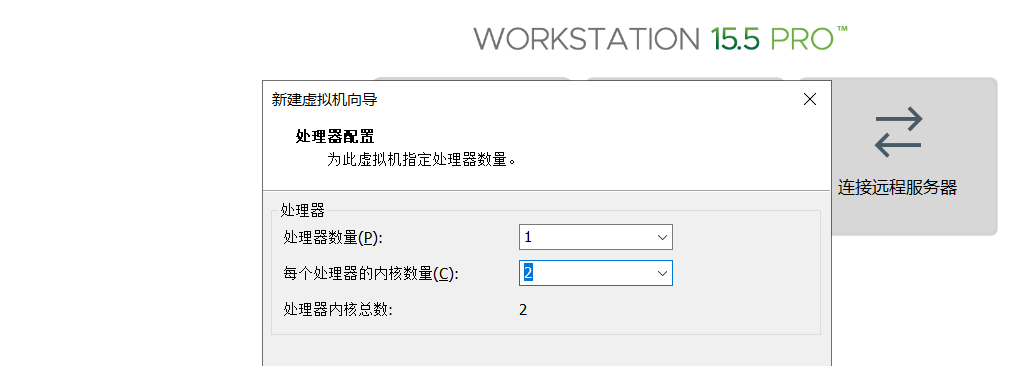 WORKSTATION 15.5 PRO™
新建虚拟机向导
处理器配置
为此虚拟机指定处理器数量。
连接远程服务器
处理器
处理器数量(P): 1
每个处理器的内核数量(C): 2
处理器内核总数: 2